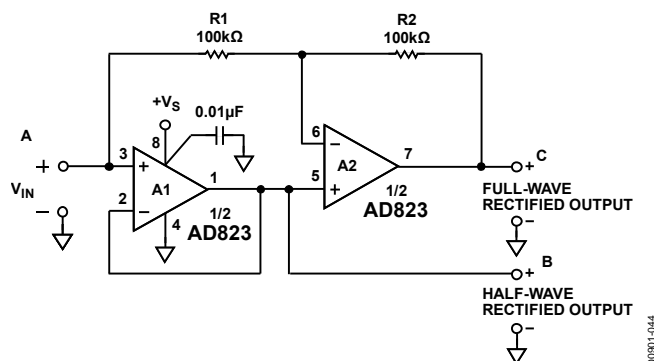 R1
100kΩ
R2
100kΩ
+VS
0.01µF
A
8
6
+
3
+
–
A2
7
C
+
A1
1
5
+
VIN
2
–
1/2
AD823
FULL-WAVE
RECTIFIED OUTPUT
–
1/2
AD823
4
–
B
+
HALF-WAVE
RECTIFIED OUTPUT
–
00901-044